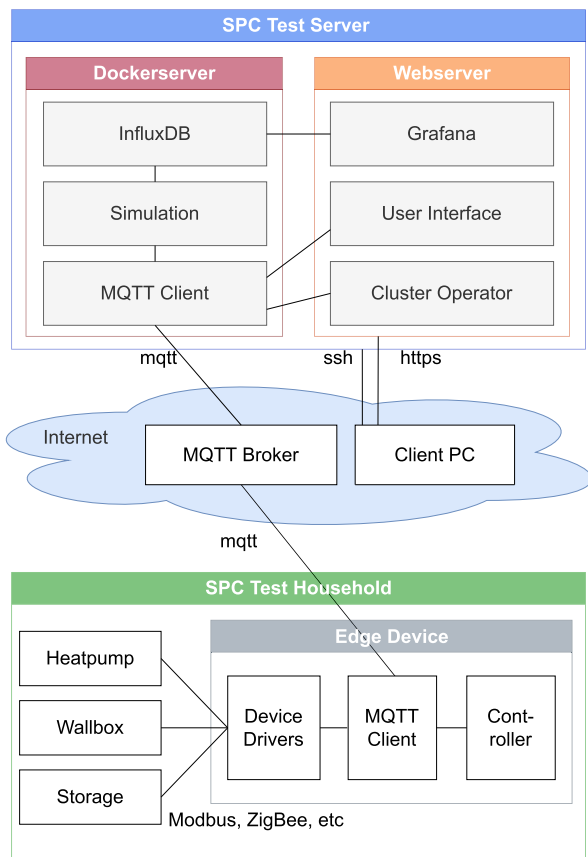 SPC Test Server
Dockerserver
Webserver
InfluxDB
Grafana
Simulation
User Interface
MQTT Client
Cluster Operator
mqtt
ssh
https
Internet
MQTT Broker
Client PC
mqtt
SPC Test Household
Edge Device
Heatpump
Wallbox
Storage
Device
Drivers
MQTT
Client
Cont-
roller
Modbus, ZigBee, etc